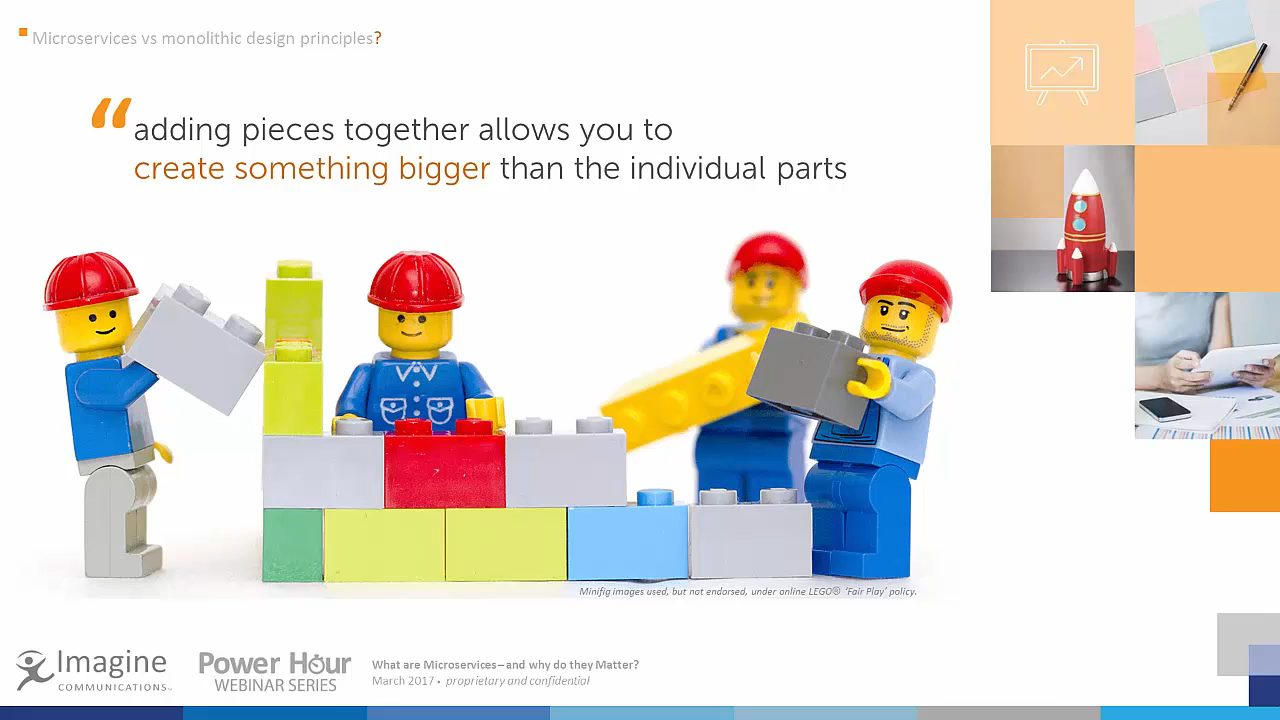 Microservices vs monolithic design principles?
“adding pieces together allows you to
create something bigger than the individual parts
Minifig images used, but not endorsed, under online LEGO® ‘Fair Play’ policy.
Imagine
COMMUNICATIONS
Power Hour
WEBINAR SERIES
What are Microservices–and why do they Matter?
March 2017 • proprietary and confidential